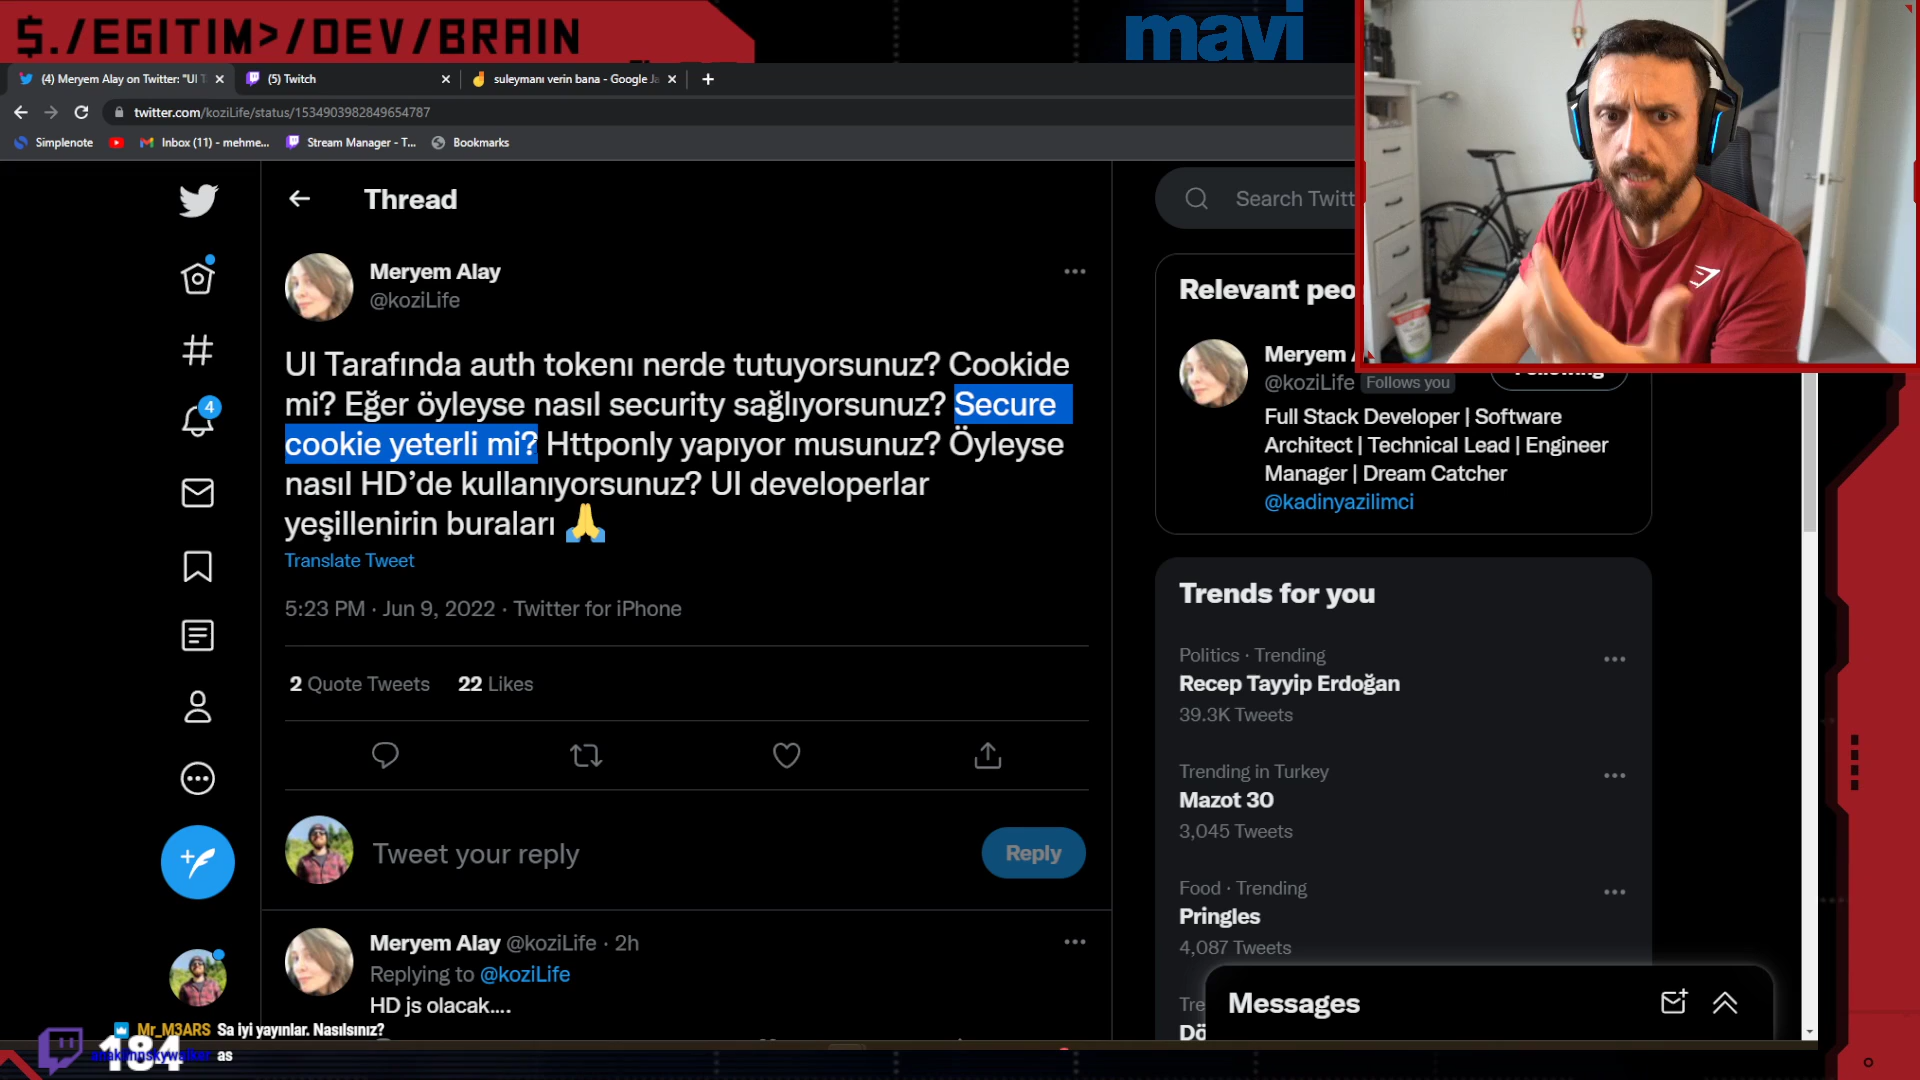 $./EGITIM>/DEV/BRAIN
mavi
(4) Meryem Alay on Twitter: "UI T
(5) Twitch
suleymanı verin bana - Google
twitter.com/koziLife/status/1534903982849654787
Simplenote
Inbox (11) - mehme...
Stream Manager - T...
Bookmarks
Thread
Search Twitt
Meryem Alay
@koziLife
UI Tarafında auth tokenı nerde tutuyorsunuz? Cookide
mi? Eğer öyleyse nasıl security sağlıyorsunuz? Secure
cookie yeterli mi? Httponly yapıyor musunuz? Öyleyse
nasıl HD’de kullanıyorsunuz? UI developerlar
yeşillenirin buraları 🙏
Translate Tweet
5:23 PM · Jun 9, 2022 · Twitter for iPhone
2 Quote Tweets 22 Likes
Tweet your reply
Reply
Meryem Alay @koziLife · 2h
Replying to @koziLife
HD js olacak....
Relevant peo
Meryem A
@koziLife Follows you
Following
Full Stack Developer | Software
Architect | Technical Lead | Engineer
Manager | Dream Catcher
@kadinyazilimci
Trends for you
Politics · Trending
Recep Tayyip Erdoğan
39.3K Tweets
Trending in Turkey
Mazot 30
3,045 Tweets
Food · Trending
Pringles
4,087 Tweets
Tre
Dö
Messages
4
Mr_M3ARS Sa iyi yayınlar. Nasılsınız?
as
184